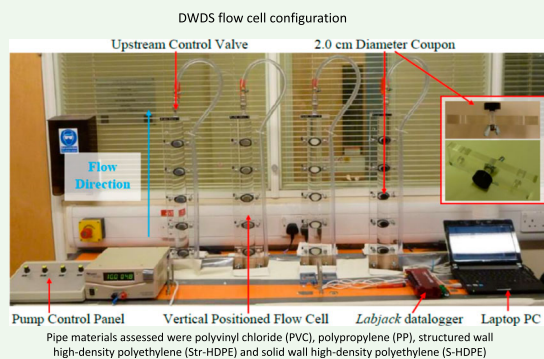 DWDS flow cell configuration
Upstream Control Valve
2.0 cm Diameter Coupon
Flow
Direction
Pump Control Panel
Vertical Positioned Flow Cell
Labjack datalogger
Laptop PC
Pipe materials assessed were polyvinyl chloride (PVC), polypropylene (PP), structured wall
high-density polyethylene (Str-HDPE) and solid wall high-density polyethylene (S-HDPE)